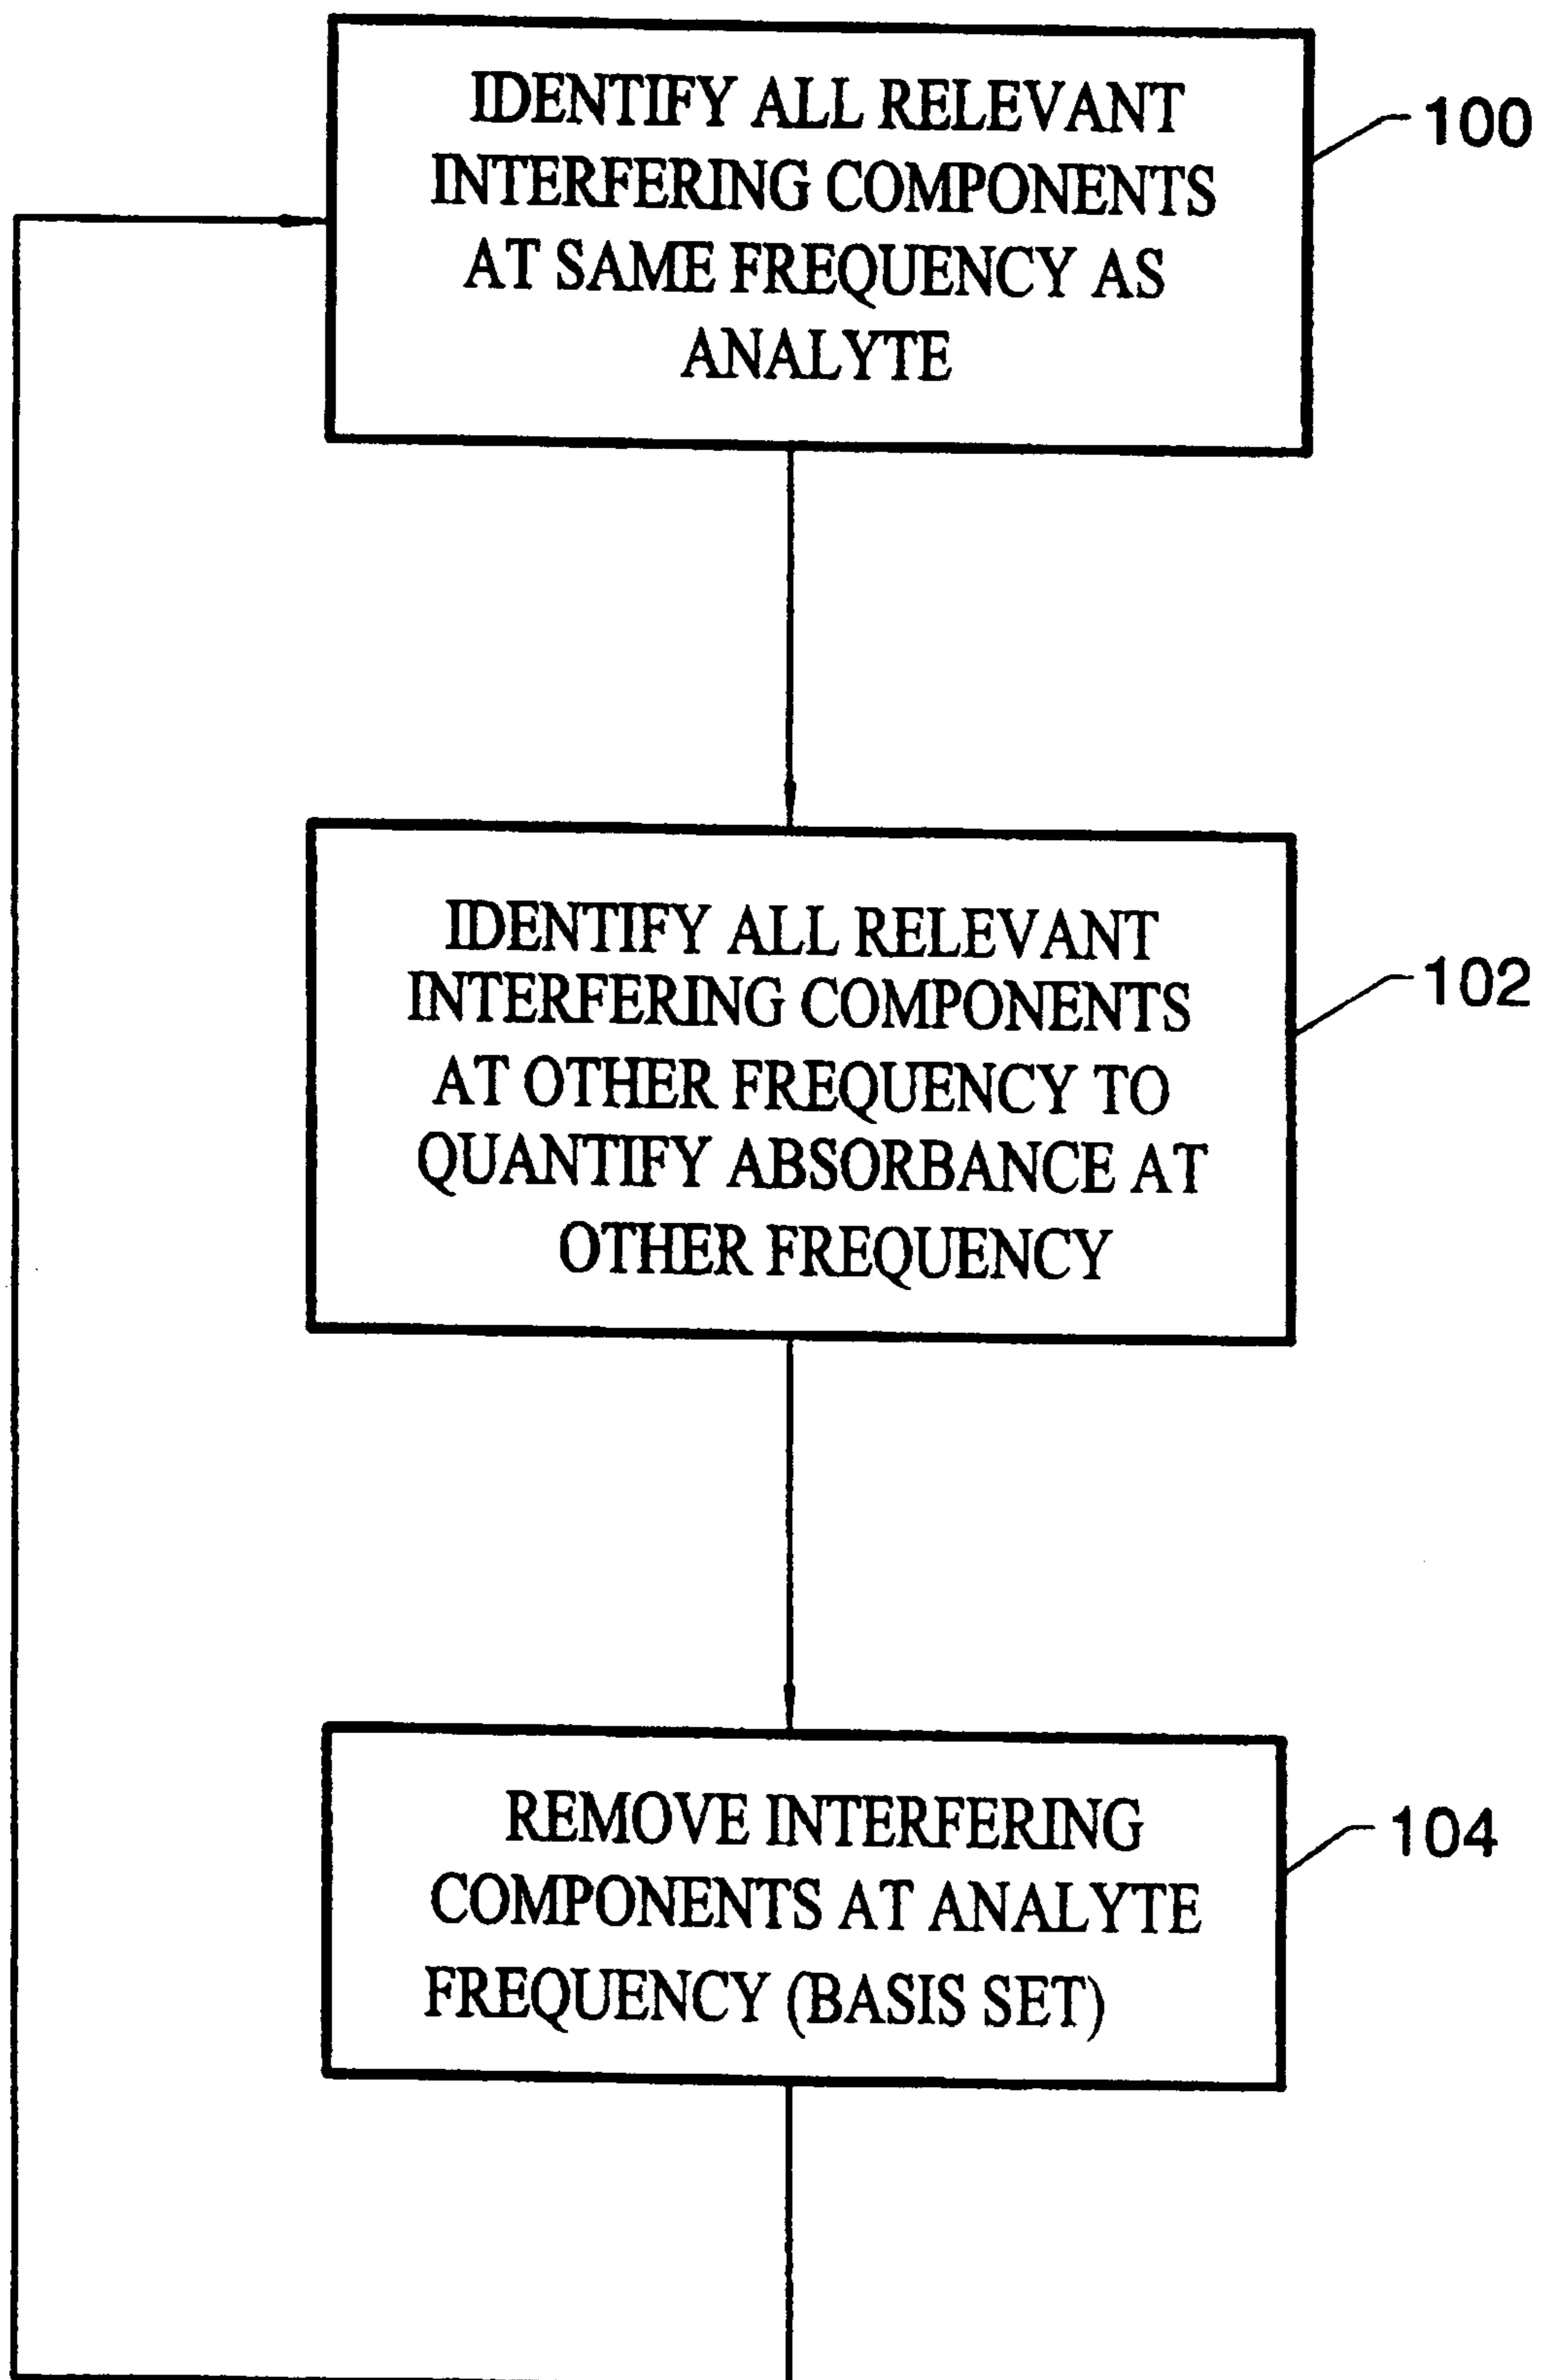 IDENTIFY ALL RELEVANT
INTERFERING COMPONENTS
AT SAME FREQUENCY AS
ANALYTE
100
IDENTIFY ALL RELEVANT
INTERFERING COMPONENTS
AT OTHER FREQUENCY TO
QUANTIFY ABSORBANCE AT
OTHER FREQUENCY
102
REMOVE INTERFERING
COMPONENTS AT ANALYTE
FREQUENCY (BASIS SET)
104